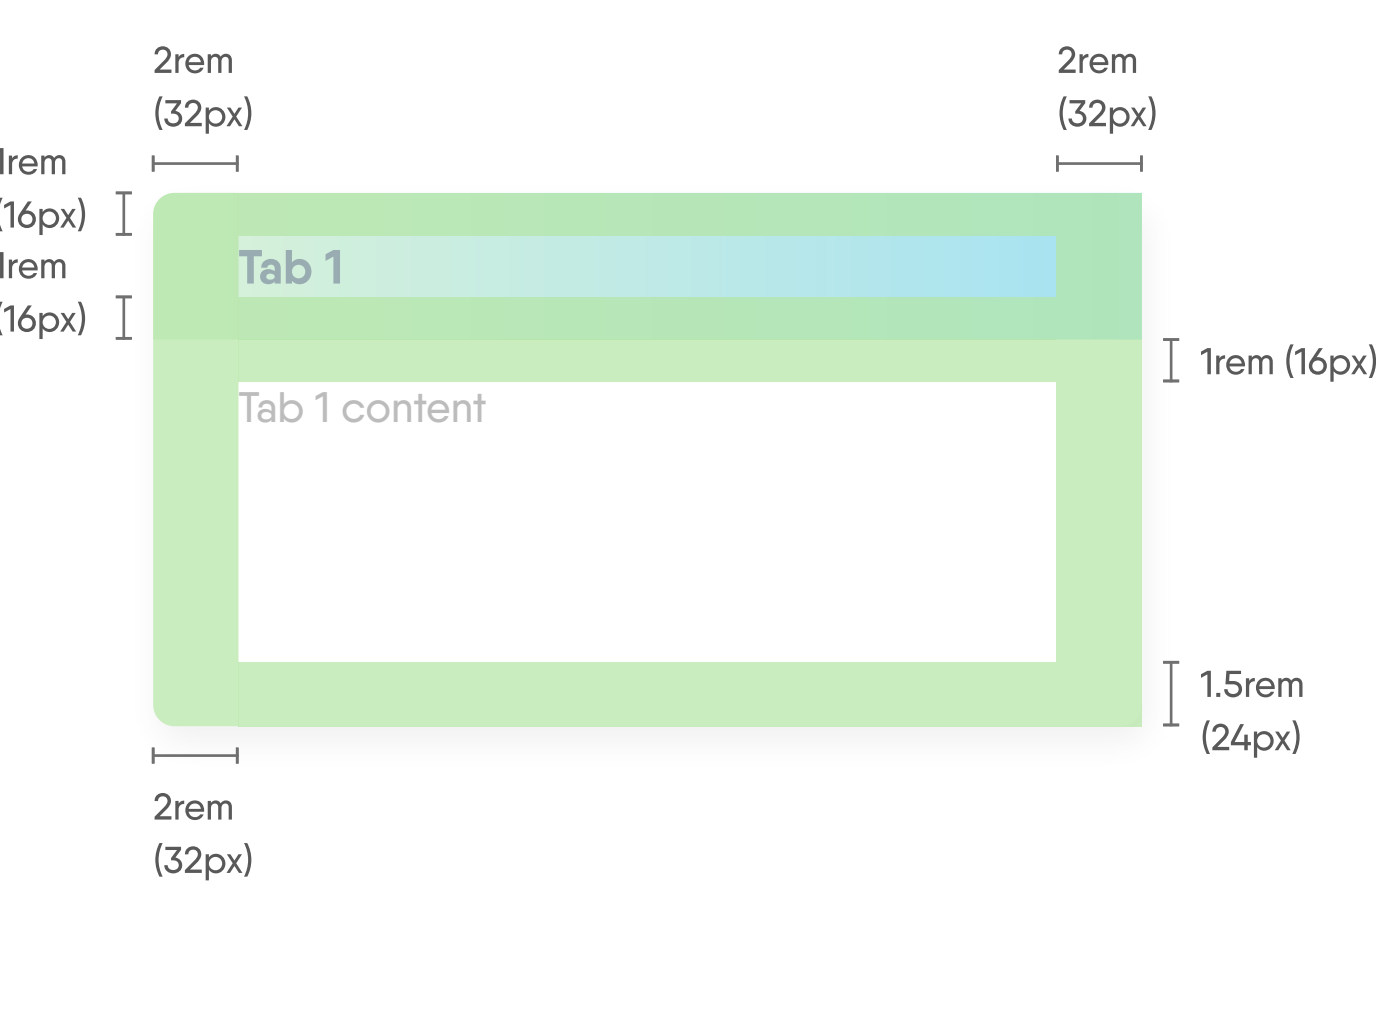 2rem
(32px)
2rem
(32px)
1rem
(16px)
1rem
(16px)
Tab 1
1rem (16px)
Tab 1 content
1.5rem
(24px)
2rem
(32px)